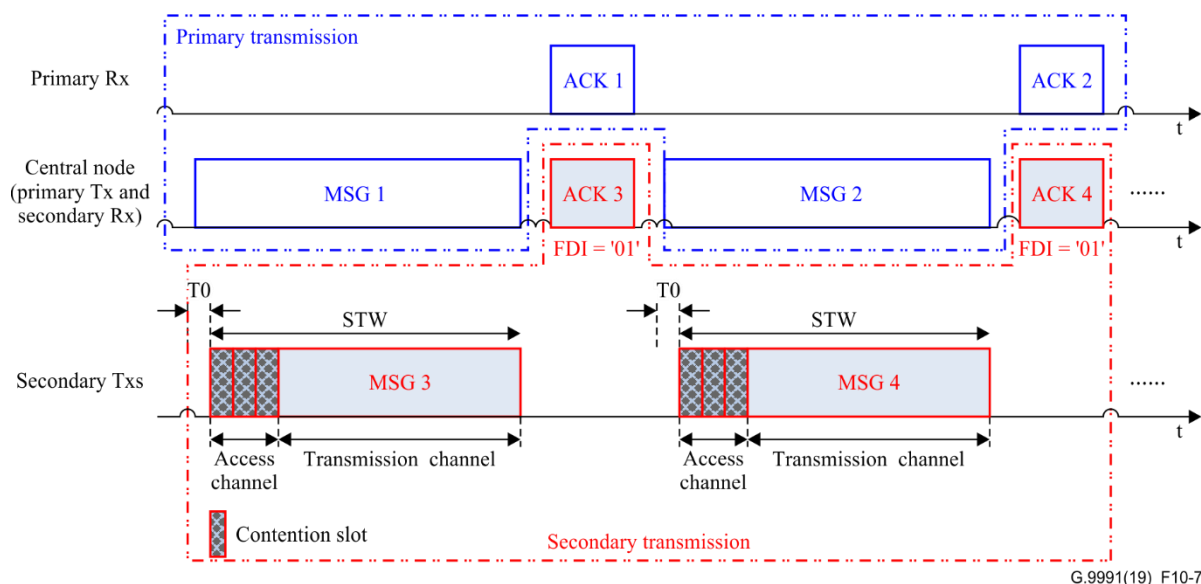 Primary transmission
Primary Rx
ACK 1
ACK 2
t
Central node
(primary Tx and
secondary Rx)
MSG 1
ACK 3
MSG 2
ACK 4
......
FDI = '01'
FDI = '01'
t
T0
T0
STW
STW
Secondary Txs
MSG 3
MSG 4
......
t
Access
channel
Transmission channel
Access
channel
Transmission channel
Contention slot
Secondary transmission
G.9991(19)_F10-7